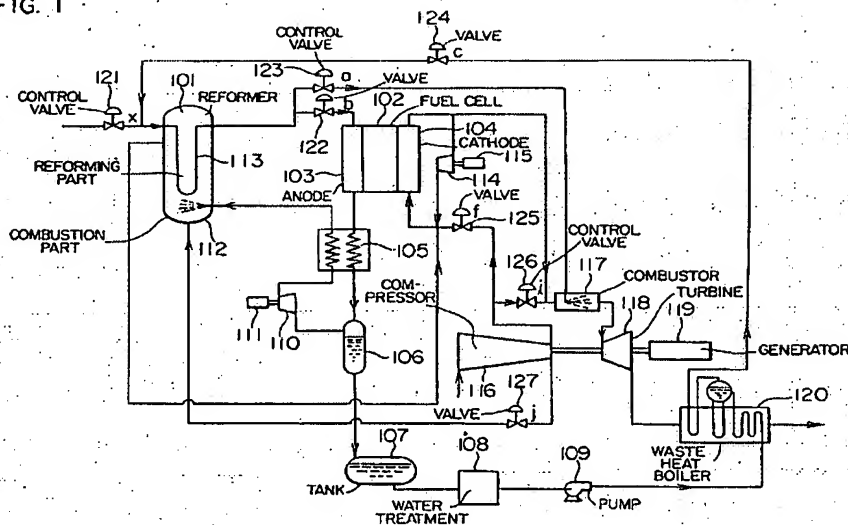 FIG. 1
124
VALVE
c
CONTROL
VALVE
123
a
VALVE
121
101
CONTROL
VALVE
REFORMER
x
b
122
102
FUEL CELL
104
CATHODE
115
REFORMING
PART
113
103
ANODE
114
VALVE
f
125
COMBUSTION
PART
112
105
CONTROL
VALVE
126
i
117
COMBUSTOR
COM-
PRESSOR
118
TURBINE
119
111
110
106
GENERATOR
116
127
VALVE
j
120
107
108
109
WASTE
HEAT
BOILER
TANK
WATER
TREATMENT
PUMP